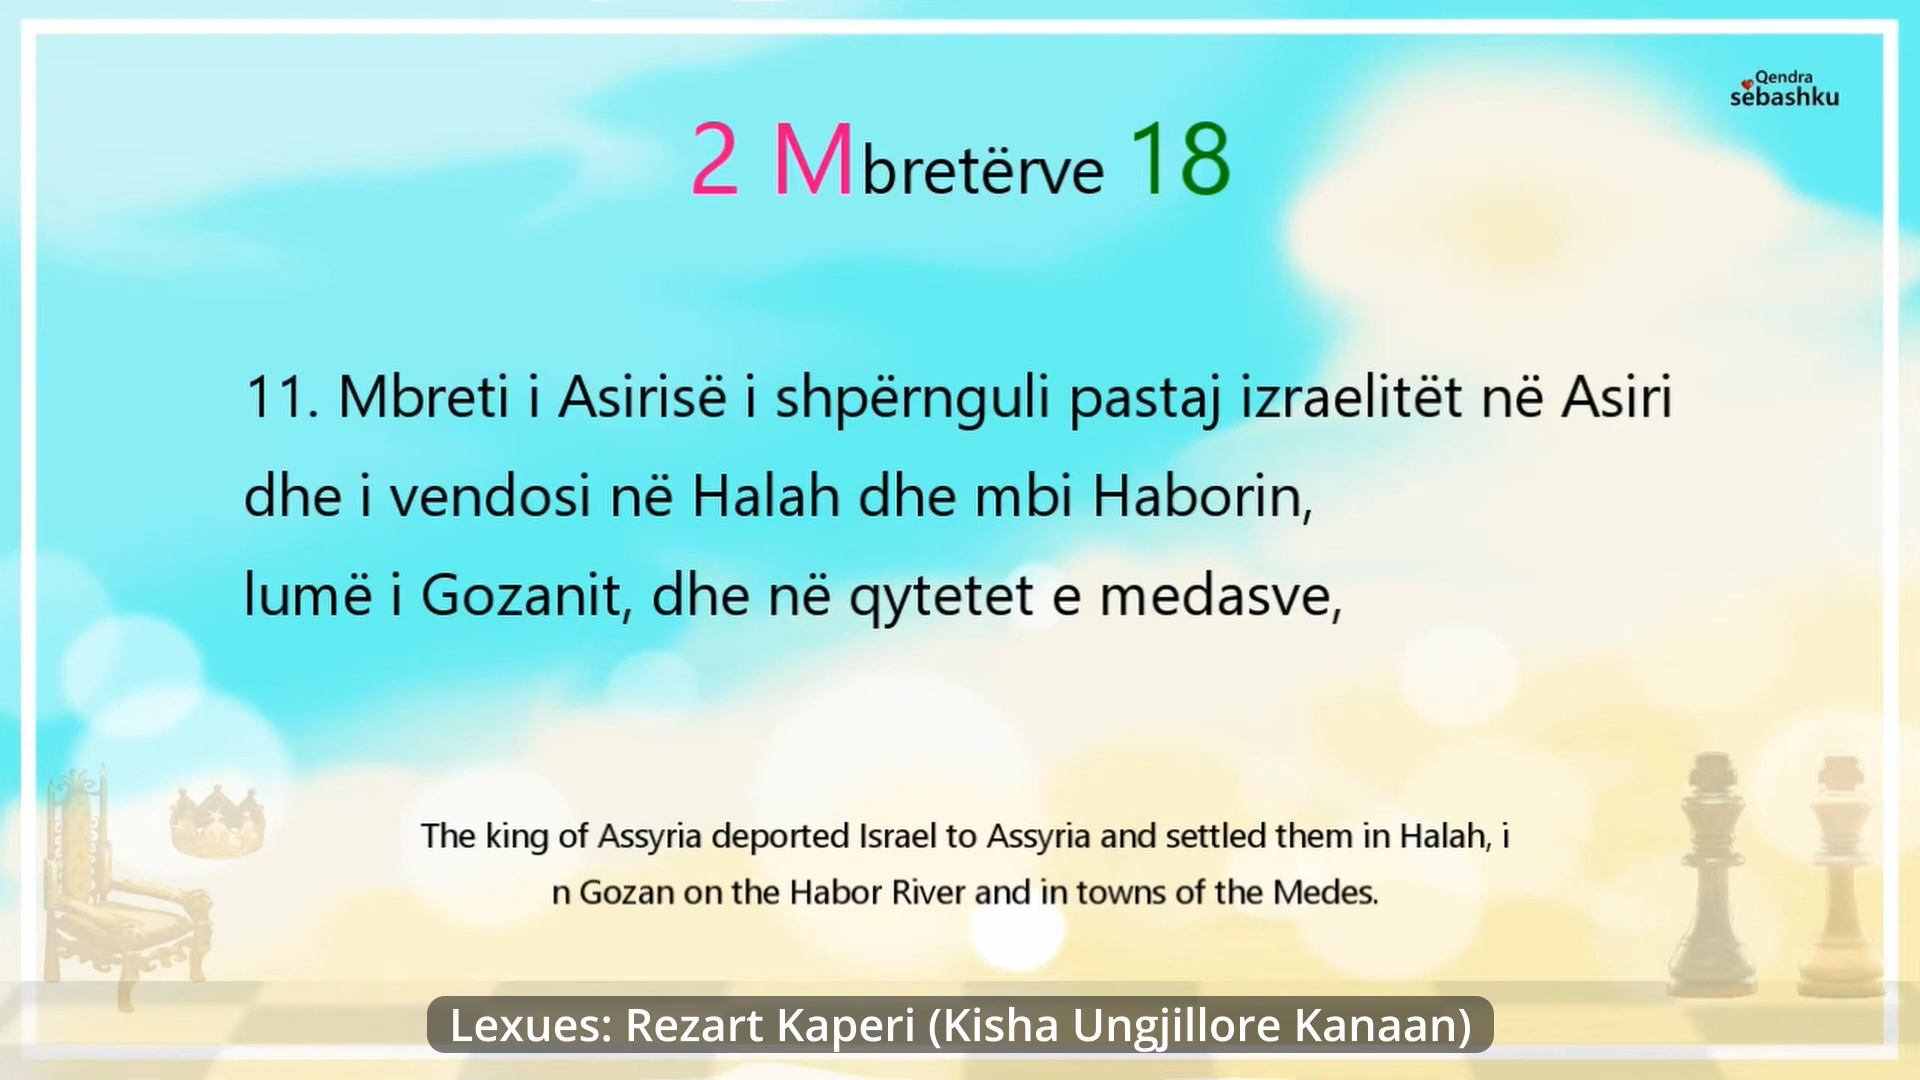 Qendra
sëbashku
2 Mbretërve 18
11. Mbreti i Asirisë i shpërnguli pastaj izraelitët në Asiri
dhe i vendosi në Halah dhe mbi Haborin,
lumë i Gozanit, dhe në qytetet e medasve,
The king of Assyria deported Israel to Assyria and settled them in Halah, i
n Gozan on the Habor River and in towns of the Medes.
Lexues: Rezart Kaperi (Kisha Ungjillore Kanaan)